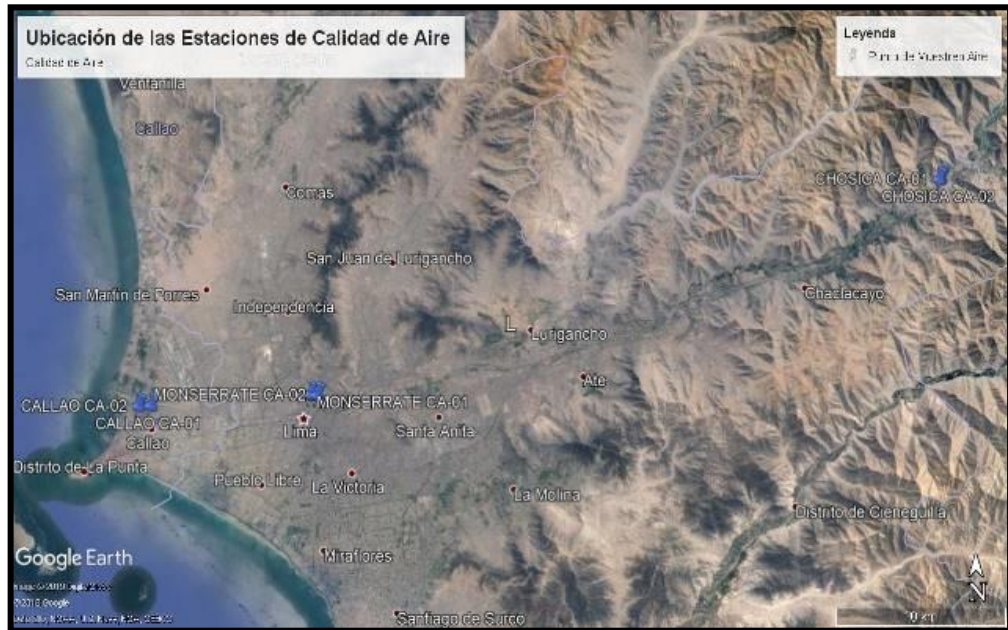 Ubicación de las Estaciones de Calidad de Aire
Calidad de Aire
Leyenda
Aire
Ventanilla
Callao
CHOSICA CA-01
CHOSICA CA-02
Comas
San Juan de Lurigancho
San Martin de Porres
Independencia
Chaclacayo
L
Lurigancho
Ate
MONSERRATE CA-02
CALLAO CA-02
MONSERRATE CA-01
CALLAO CA-01
Lima
Santa Anita
Callao
Distrito de La Punta
Pueblo Libre
La Victoria
La Molina
Distrito de Cieneguilla
Miraflores
Google Earth
N
Santiago de Surco